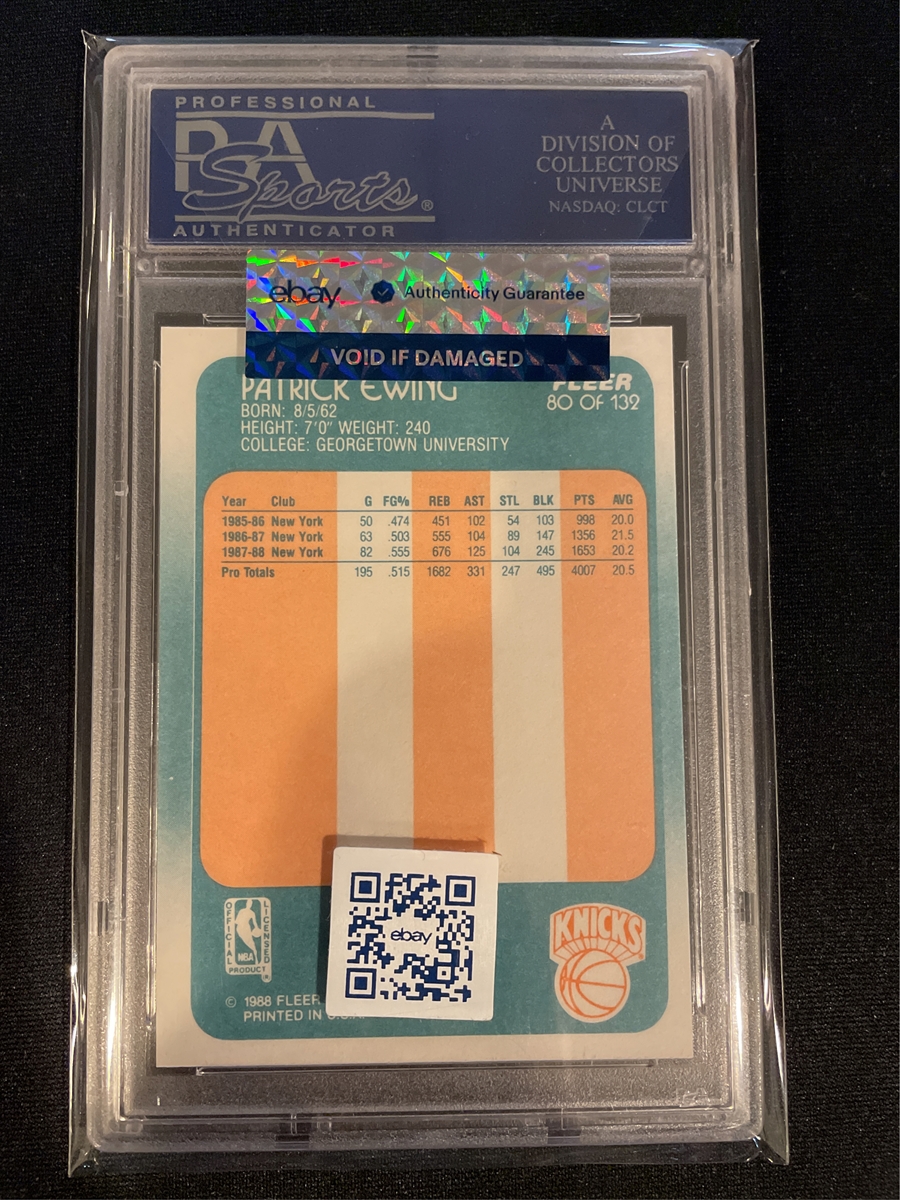 PROFESSIONAL
PSA
Sports®
AUTHENTICATOR
A
DIVISION OF
COLLECTORS
UNIVERSE
NASDAQ: CLCT
ebay Authenticity Guarantee
VOID IF DAMAGED
PATRICK EWING
BORN: 8/5/62
HEIGHT: 7'0" WEIGHT: 240
COLLEGE: GEORGETOWN UNIVERSITY
FLEER
80 OF 132
Year Club G FG% REB AST STL BLK PTS AVG
1985-86 New York 50 .474 451 102 54 103 998 20.0
1986-87 New York 63 .503 555 104 89 147 1356 21.5
1987-88 New York 82 .555 676 125 104 245 1653 20.2
Pro Totals 195 .515 1682 331 247 495 4007 20.5
OFFICIAL
LICENSED
NBA
PRODUCT
ebay
KNICKS
© 1988 FLEER
PRINTED IN U.S.A.